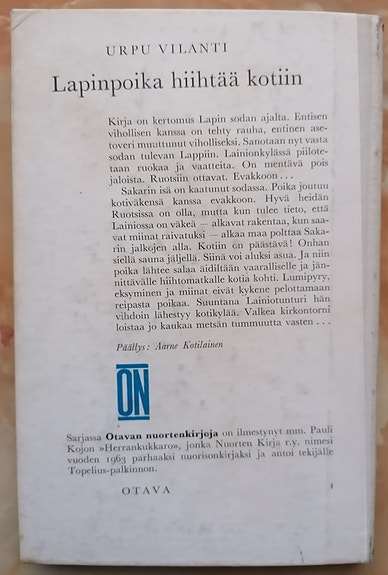 URPU VILANTI
Lapinpoika hiihtää kotiin
Kirja on kertomus Lapin sodan ajalta. Entisen
vihollisen kanssa on tehty rauha, entinen ase-
toveri muuttunut viholliseksi. Sanotaan nyt vasta
sodan tulevan Lappiin. Lainionkylässä piilote-
taan ruokaa ja vaatteita. On mentävä pois
jaloista. Ruotsiin ottavat. Evakkoon . . .
Sakarin isä on kaatunut sodassa. Poika joutuu
kotiväkensä kanssa evakkoon. Hyvä heidän
Ruotsissa on olla, mutta kun tulee tieto, että
Lainiossa on väkeä — alkavat rakentaa, kun saa-
vat miinat raivatuksi — alkaa maa polttaa Saka-
rin jalkojen alla. Kotiin on päästävä! Onhan
siellä sauna jäljellä. Siinä voi aluksi asua. Ja niin
poika lähtee salaa äidiltään vaaralliselle ja jän-
nittävälle hiihtomatkalle kotia kohti. Lumipyry,
eksyminen ja miinat eivät kykene pelottamaan
reipasta poikaa. Suuntana Lainiotunturi hän
vihdoin lähestyy kotikylää. Valkea kirkontorni
loistaa jo kaukaa metsän tummuutta vasten . . .
Päällys: Aarne Kotilainen
ON
Sarjassa Otavan nuortenkirjoja on ilmestynyt mm. Pauli
Kojon »Herrankukkaro», jonka Nuorten Kirja r.y. nimesi
vuoden 1963 parhaaksi nuorisonkirjaksi ja antoi tekijälle
Topelius-palkinnon.
OTAVA